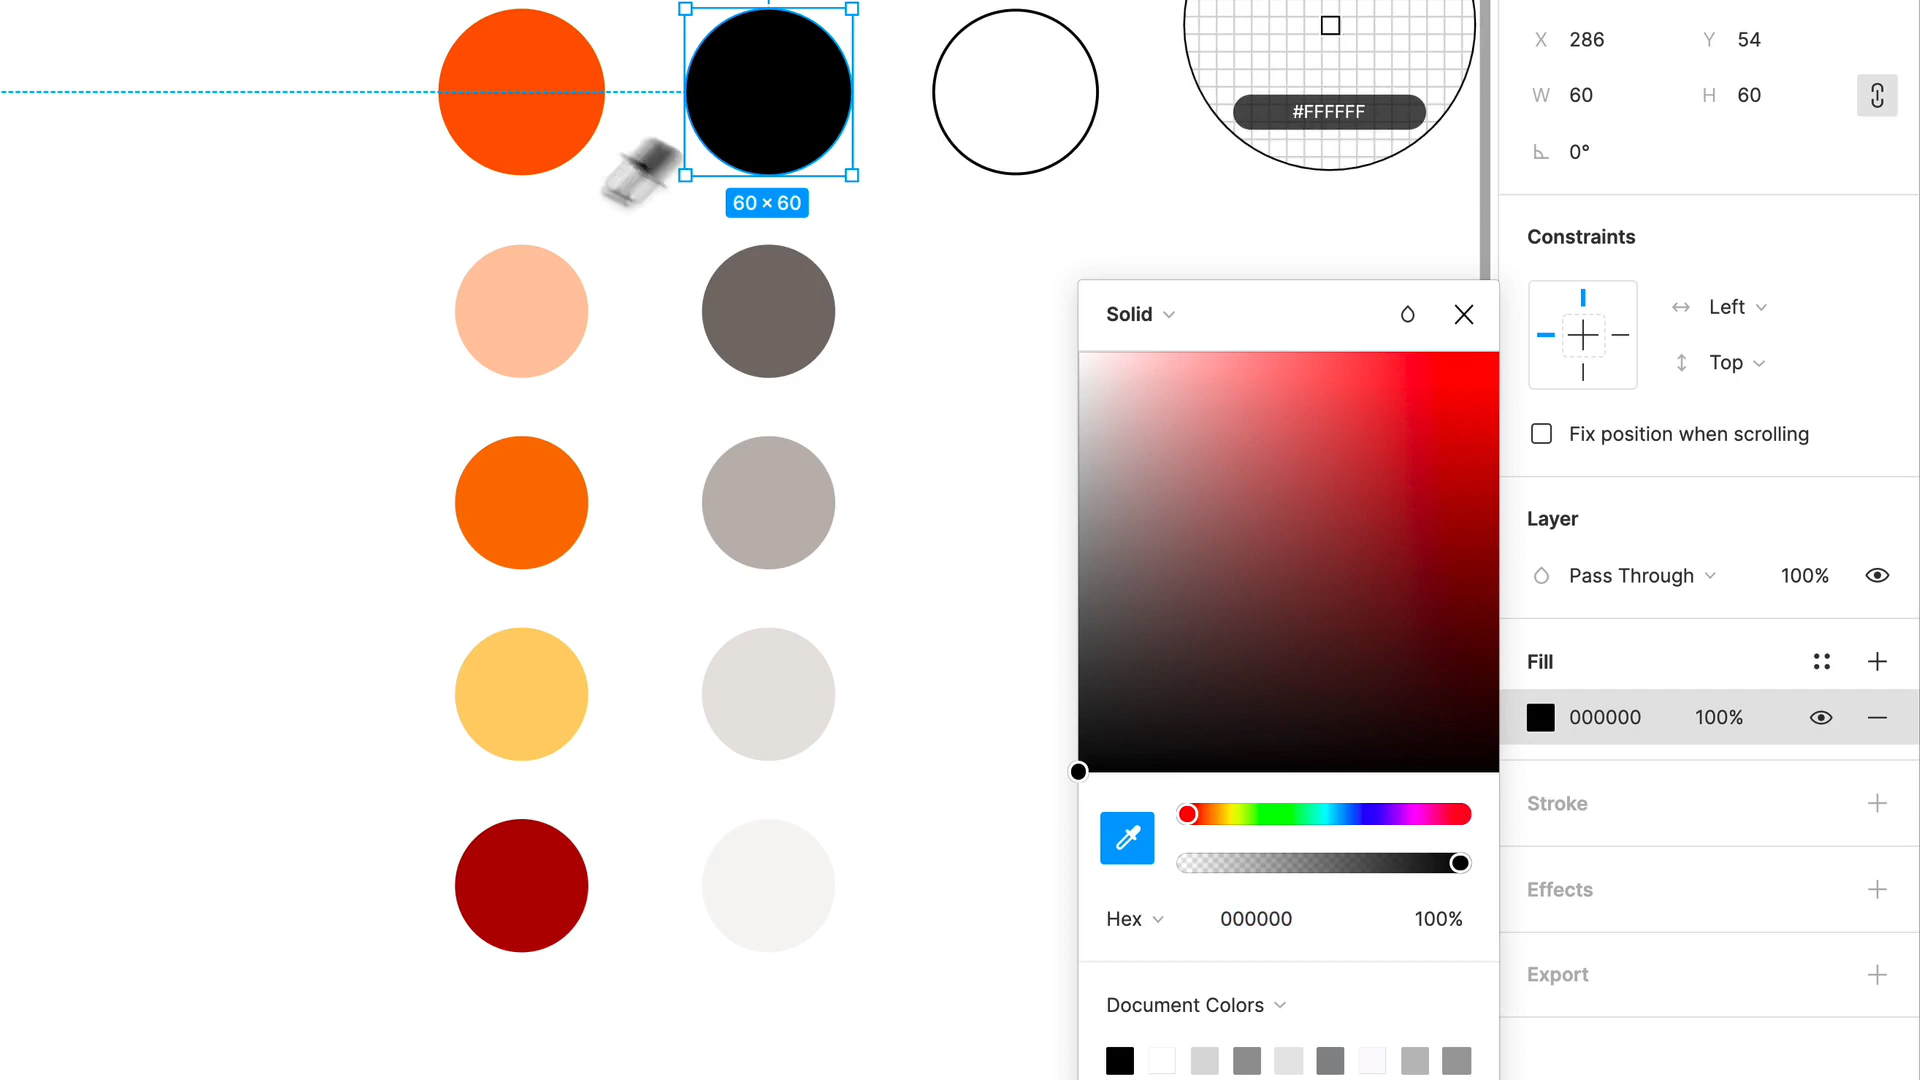 X 286 Y 54
W 60 H 60
0°
#FFFFFF
60 × 60
Constraints
Left
Top
Fix position when scrolling
Layer
Pass Through 100%
Fill
000000 100%
Stroke
Effects
Export
Solid
Hex 000000 100%
Document Colors